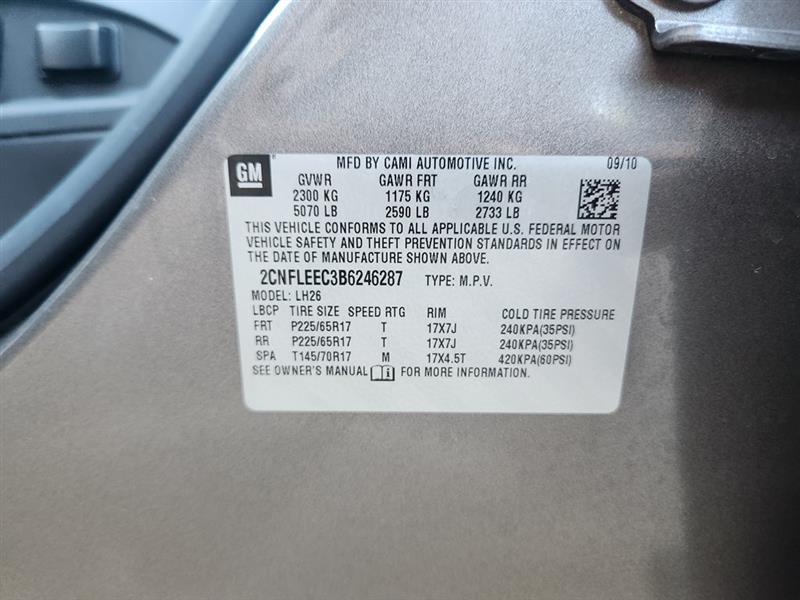 GM
MFD BY CAMI AUTOMOTIVE INC. 09/10
GVWR GAWR FRT GAWR RR
2300 KG 1175 KG 1240 KG
5070 LB 2590 LB 2733 LB
THIS VEHICLE CONFORMS TO ALL APPLICABLE U.S. FEDERAL MOTOR
VEHICLE SAFETY AND THEFT PREVENTION STANDARDS IN EFFECT ON
THE DATE OF MANUFACTURE SHOWN ABOVE.
2CNFLEEC3B6246287 TYPE: M.P.V.
MODEL: LH26
LBCP TIRE SIZE SPEED RTG RIM COLD TIRE PRESSURE
FRT P225/65R17 T 17X7J 240KPA(35PSI)
RR P225/65R17 T 17X7J 240KPA(35PSI)
SPA T145/70R17 M 17X4.5T 420KPA(60PSI)
SEE OWNER'S MANUAL FOR MORE INFORMATION.